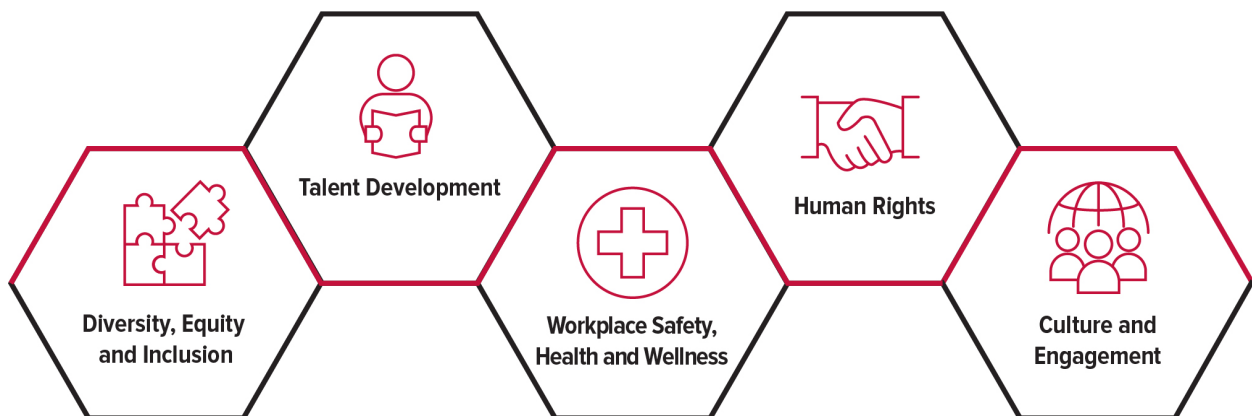 Diversity, Equity
and Inclusion
Talent Development
Workplace Safety,
Health and Wellness
Human Rights
Culture and
Engagement